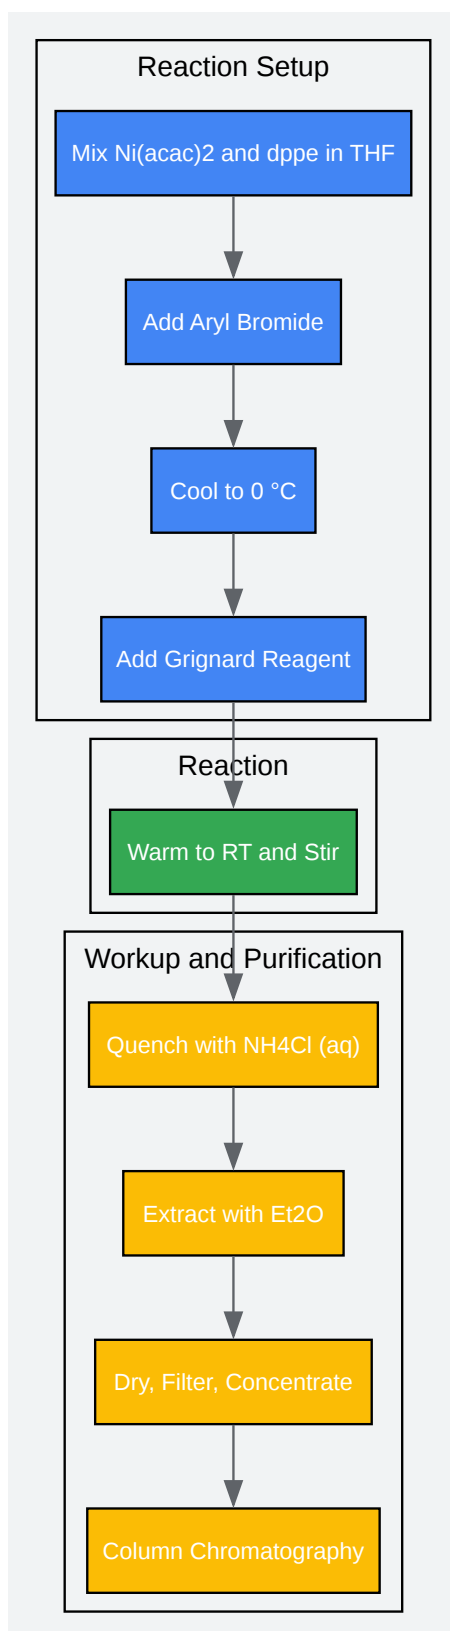 Reaction Setup
Mix Ni(acac)2 and dppe in THF
Add Aryl Bromide
Cool to 0 °C
Add Grignard Reagent
Reaction
Warm to RT and Stir
Workup and Purification
Quench with NH4Cl (aq)
Extract with Et2O
Dry, Filter, Concentrate
Column Chromatography